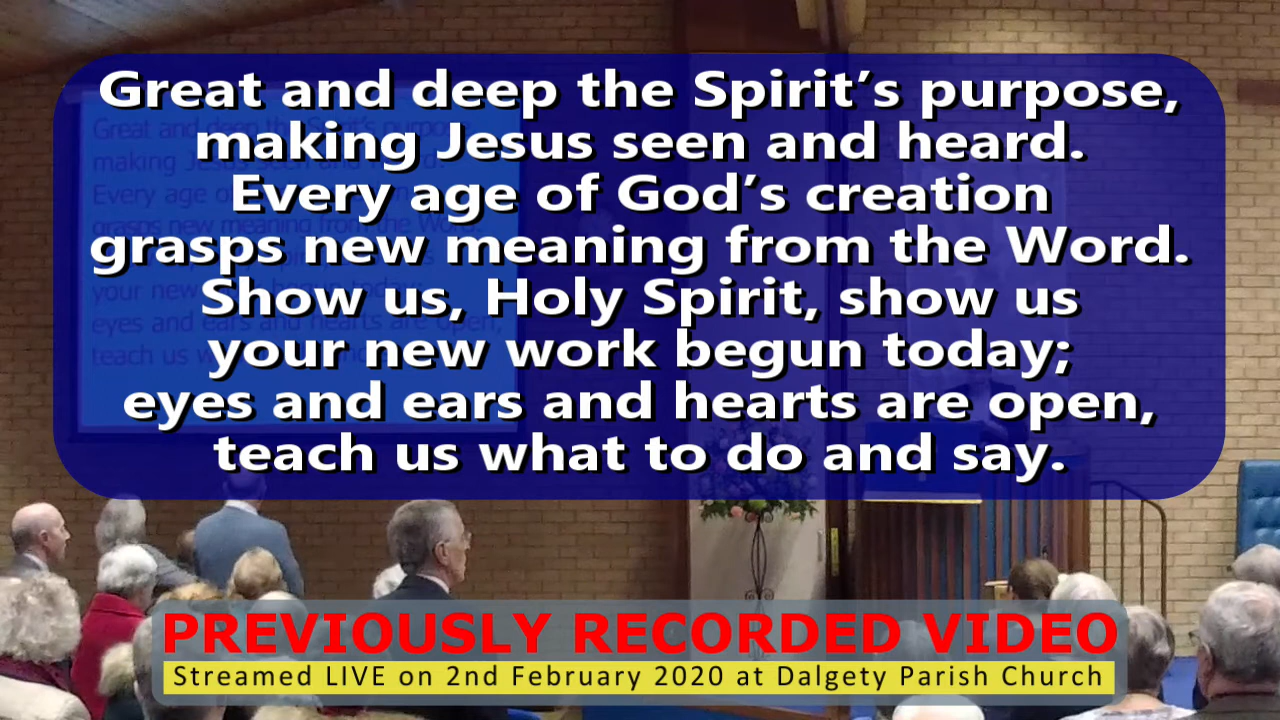 Great and deep the Spirit’s purpose,
making Jesus seen and heard.
Every age of God’s creation
grasps new meaning from the Word.
Show us, Holy Spirit, show us
your new work begun today;
eyes and ears and hearts are open,
teach us what to do and say.
PREVIOUSLY RECORDED VIDEO
Streamed LIVE on 2nd February 2020 at Dalgety Parish Church